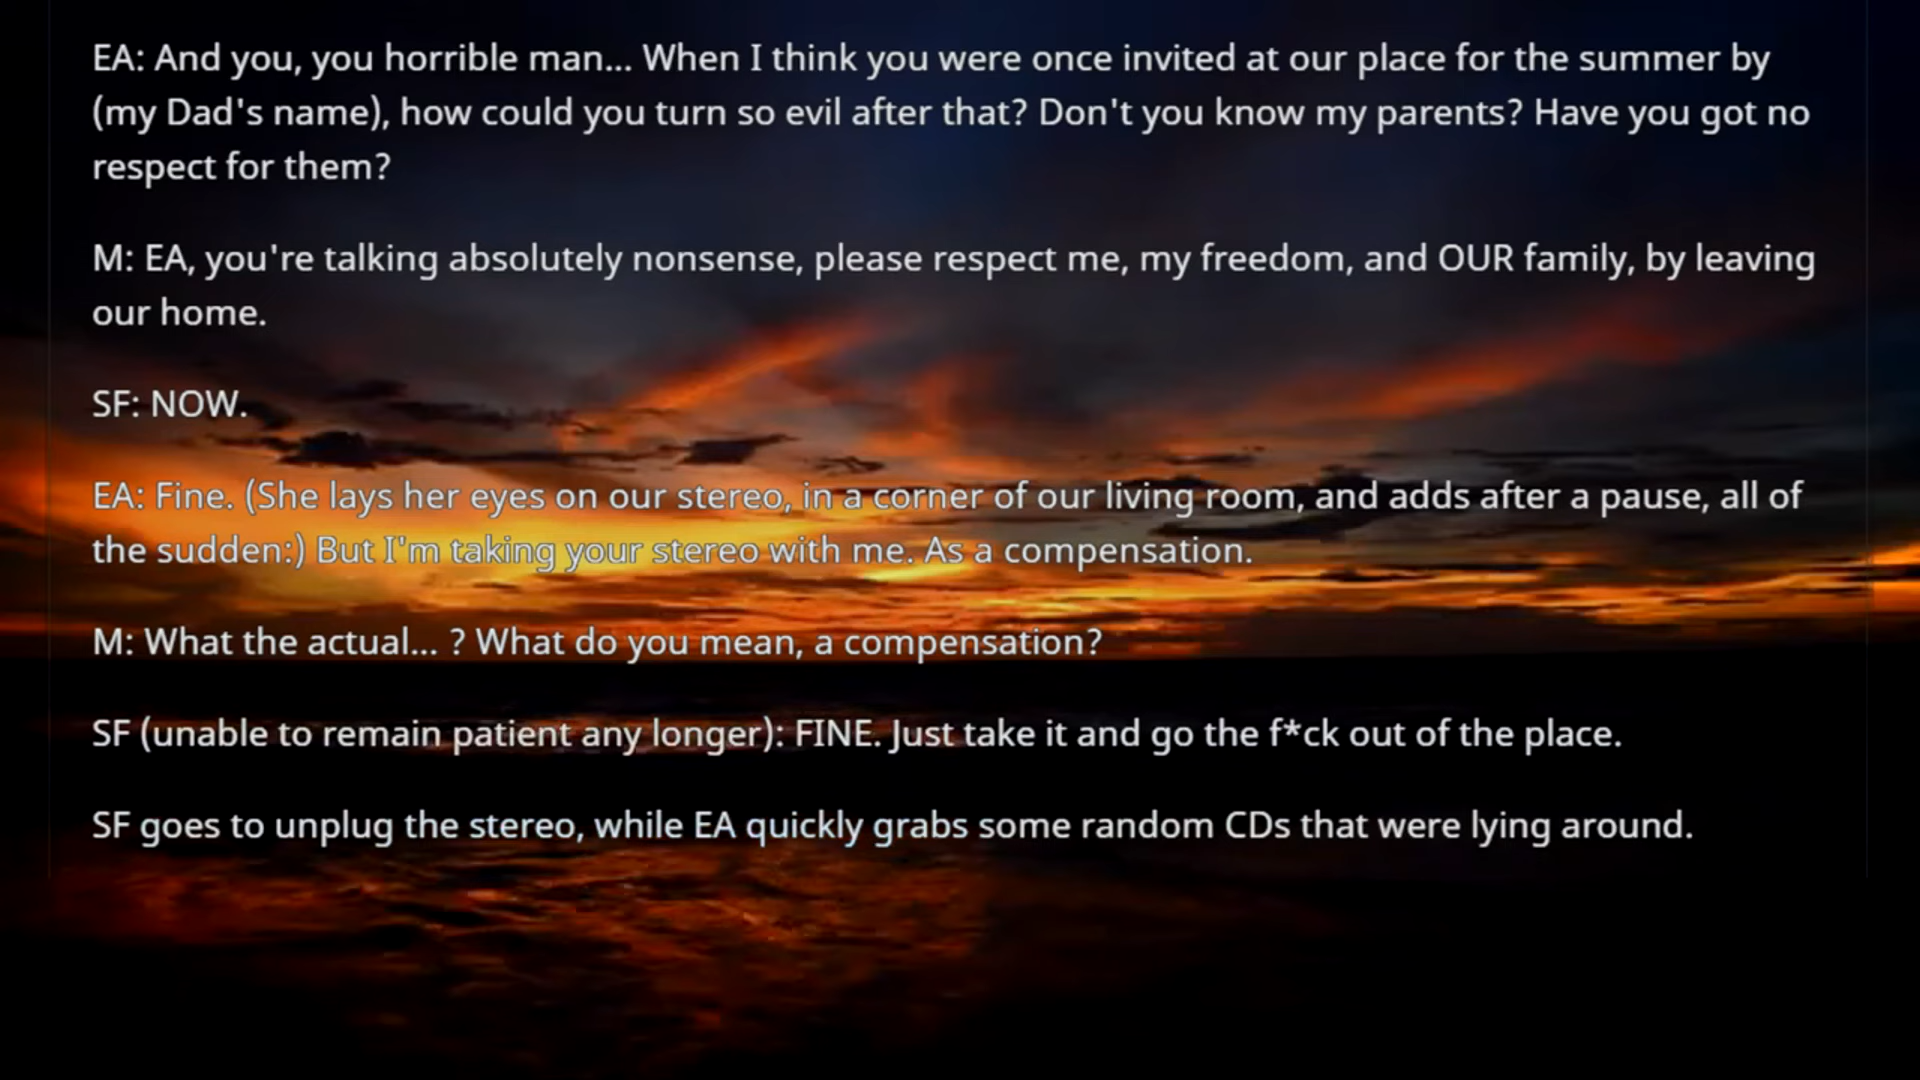 EA: And you, you horrible man... When I think you were once invited at our place for the summer by
(my Dad's name), how could you turn so evil after that? Don't you know my parents? Have you got no
respect for them?
M: EA, you're talking absolutely nonsense, please respect me, my freedom, and OUR family, by leaving
our home.
SF: NOW.
EA: Fine. (She lays her eyes on our stereo, in a corner of our living room, and adds after a pause, all of
the sudden:) But I'm taking your stereo with me. As a compensation.
M: What the actual... ? What do you mean, a compensation?
SF (unable to remain patient any longer): FINE. Just take it and go the f*ck out of the place.
SF goes to unplug the stereo, while EA quickly grabs some random CDs that were lying around.